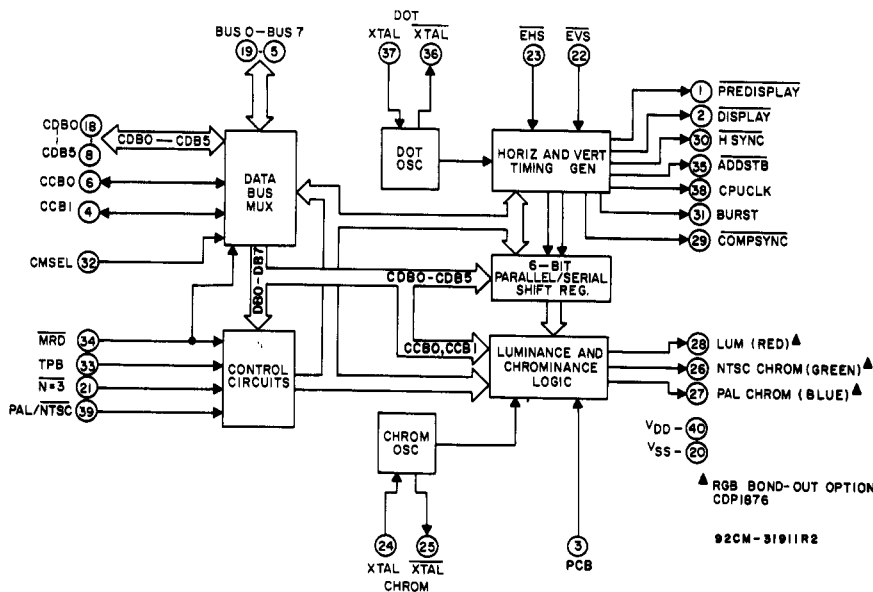 BUS 0–BUS 7
19 - 5
DOT
XTAL
XTAL
37
36
EHS
EVS
23
22
CDB0 18
CDB5 8
CDB0–CDB5
CCB0 6
CCB1 4
CMSEL 32
DATA
BUS
MUX
DOT
OSC
HORIZ AND VERT
TIMING GEN
1 PREDISPLAY
2 DISPLAY
30 H SYNC
35 ADDSTB
38 CPUCLK
31 BURST
29 COMPSYNC
DB0-DB7
CDB0-CDB5
6-BIT
PARALLEL/SERIAL
SHIFT REG.
MRD 34
TPB 33
N=3 21
PAL/NTSC 39
CONTROL
CIRCUITS
CCB0, CCB1
LUMINANCE AND
CHROMINANCE
LOGIC
28 LUM (RED)▲
26 NTSC CHROM (GREEN)▲
27 PAL CHROM (BLUE)▲
CHROM
OSC
VDD - 40
VSS - 20
▲ RGB BOND-OUT OPTION
CDP1876
24
25
XTAL
XTAL
CHROM
3
PCB
92CM-31911R2